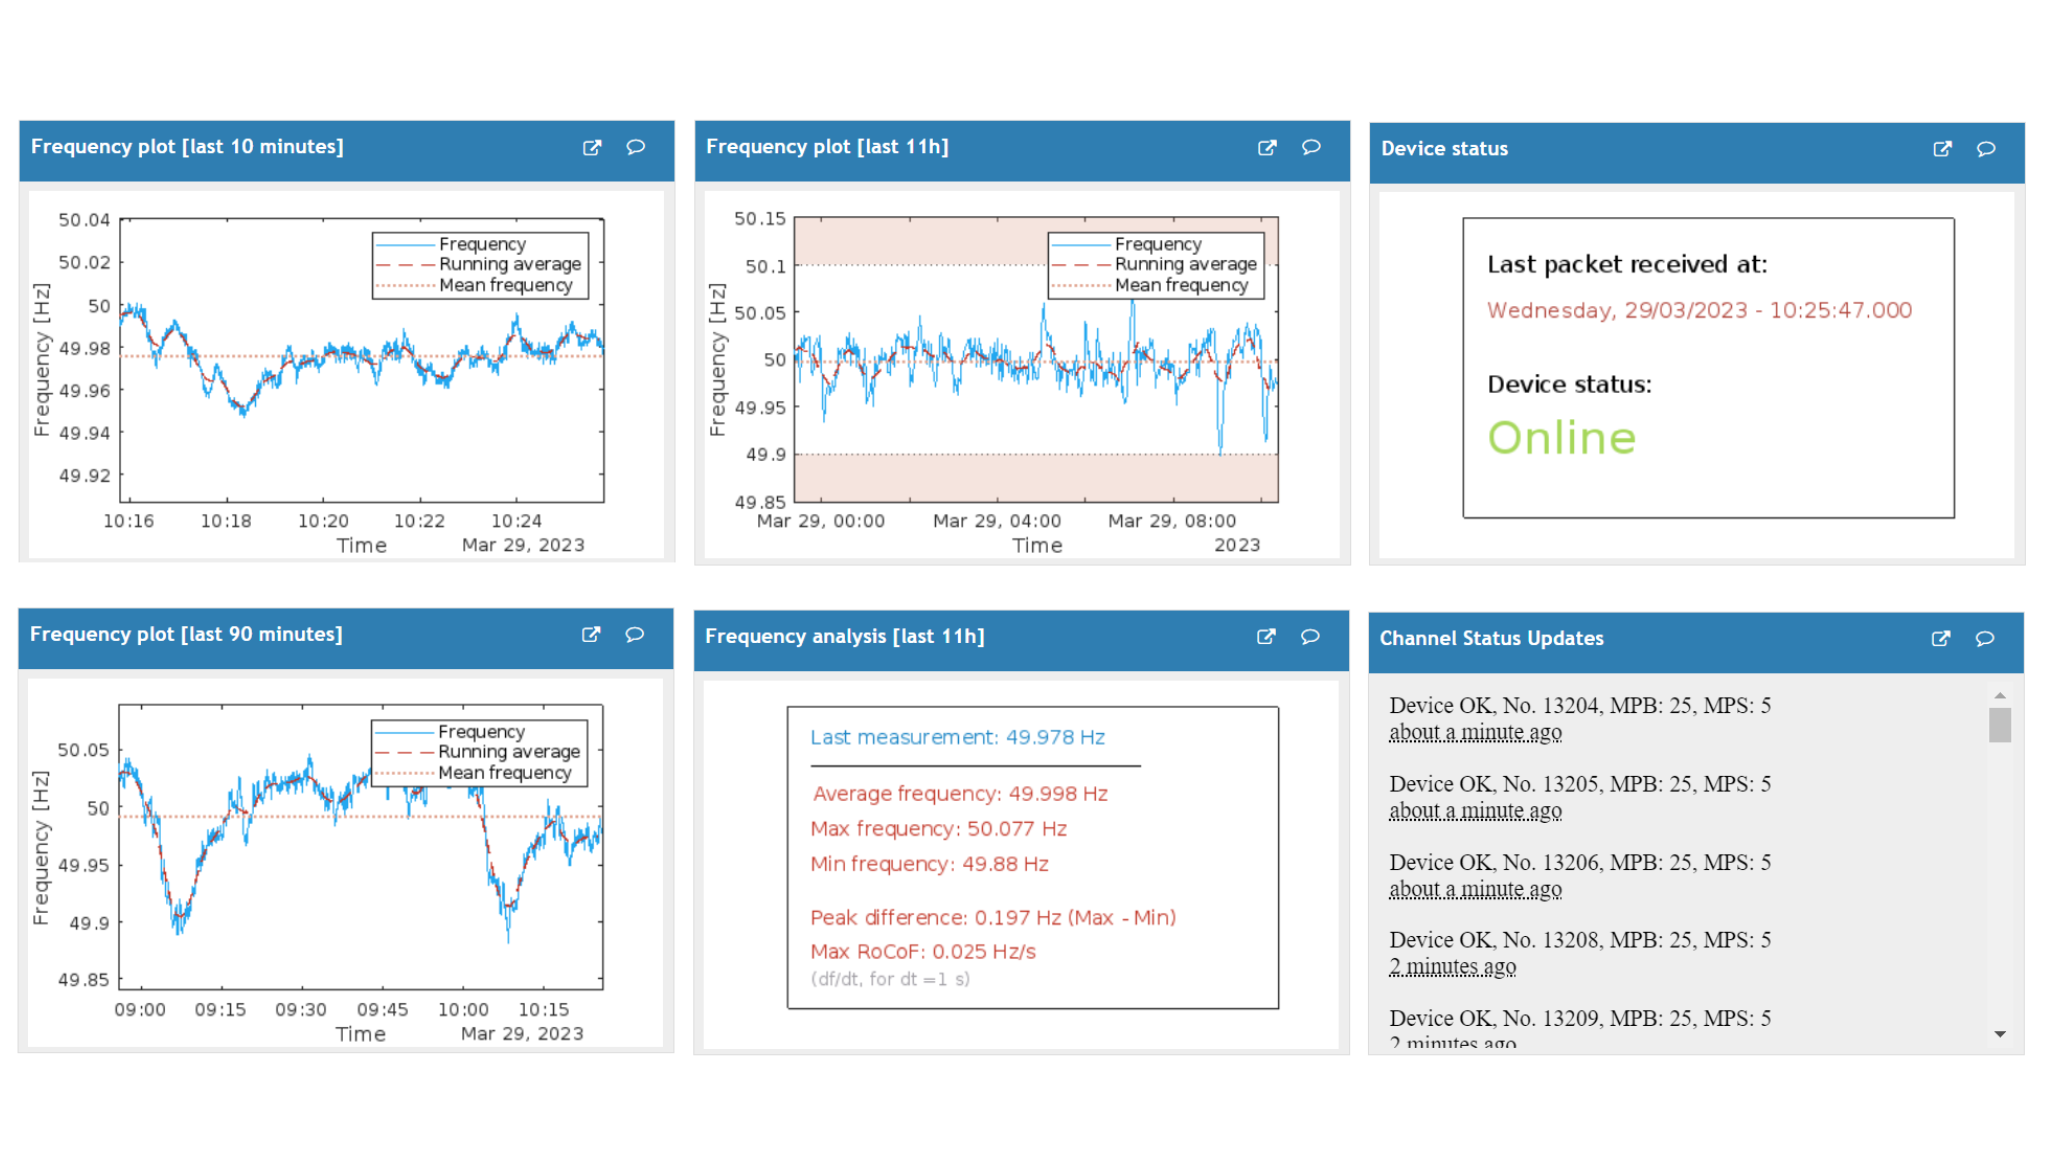 Frequency plot [last 10 minutes]
50.04
50.02
50
49.98
49.96
49.94
49.92
Frequency [Hz]
Frequency
Running average
Mean frequency
10:16 10:18 10:20 10:22 10:24
Time Mar 29, 2023
Frequency plot [last 11h]
50.15
50.1
50.05
50
49.95
49.9
49.85
Frequency [Hz]
Frequency
Running average
Mean frequency
Mar 29, 00:00 Mar 29, 04:00 Mar 29, 08:00
Time 2023
Device status
Last packet received at:
Wednesday, 29/03/2023 - 10:25:47.000
Device status:
Online
Frequency plot [last 90 minutes]
50.05
50
49.95
49.9
49.85
Frequency [Hz]
Frequency
Running average
Mean frequency
09:00 09:15 09:30 09:45 10:00 10:15
Time Mar 29, 2023
Frequency analysis [last 11h]
Last measurement: 49.978 Hz
Average frequency: 49.998 Hz
Max frequency: 50.077 Hz
Min frequency: 49.88 Hz
Peak difference: 0.197 Hz (Max - Min)
Max RoCoF: 0.025 Hz/s
(df/dt, for dt =1 s)
Channel Status Updates
Device OK, No. 13204, MPB: 25, MPS: 5
about a minute ago
Device OK, No. 13205, MPB: 25, MPS: 5
about a minute ago
Device OK, No. 13206, MPB: 25, MPS: 5
about a minute ago
Device OK, No. 13208, MPB: 25, MPS: 5
2 minutes ago
Device OK, No. 13209, MPB: 25, MPS: 5
2 minutes ago